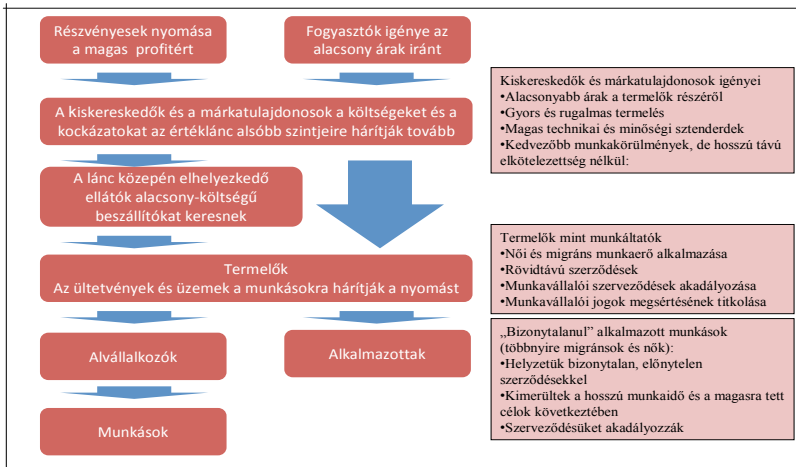 Részvényesek nyomása
a magas profitért
Fogyasztók igénye az
alacsony árak iránt
A kiskereskedők és a márkatulajdonosok a költségeket és a
kockázatokat az értéklánc alsóbb szintjeire hárítják tovább
A lánc közepén elhelyezkedő
ellátók alacsony-költségű
beszállítókat keresnek
Termelők
Az ültetvények és üzemek a munkásokra hárítják a nyomást
Alvállalkozók
Alkalmazottak
Munkások
Kiskereskedők és márkatulajdonosok igényei
•Alacsonyabb árak a termelők részéről
•Gyors és rugalmas termelés
•Magas technikai és minőségi sztenderdek
•Kedvezőbb munkakörülmények, de hosszú távú
elkötelezettség nélkül:
Termelők mint munkáltatók
•Női és migráns munkaerő alkalmazása
•Rövidtávú szerződések
•Munkavállalói szerveződések akadályozása
•Munkavállalói jogok megsértésének titkolása
„Bizonytalanul” alkalmazott munkások
(többnyire migránsok és nők):
•Helyzetük bizonytalan, előnytelen
szerződésekkel
•Kimerültek a hosszú munkaidő és a magasra tett
célok következtében
•Szerveződésüket akadályozzák